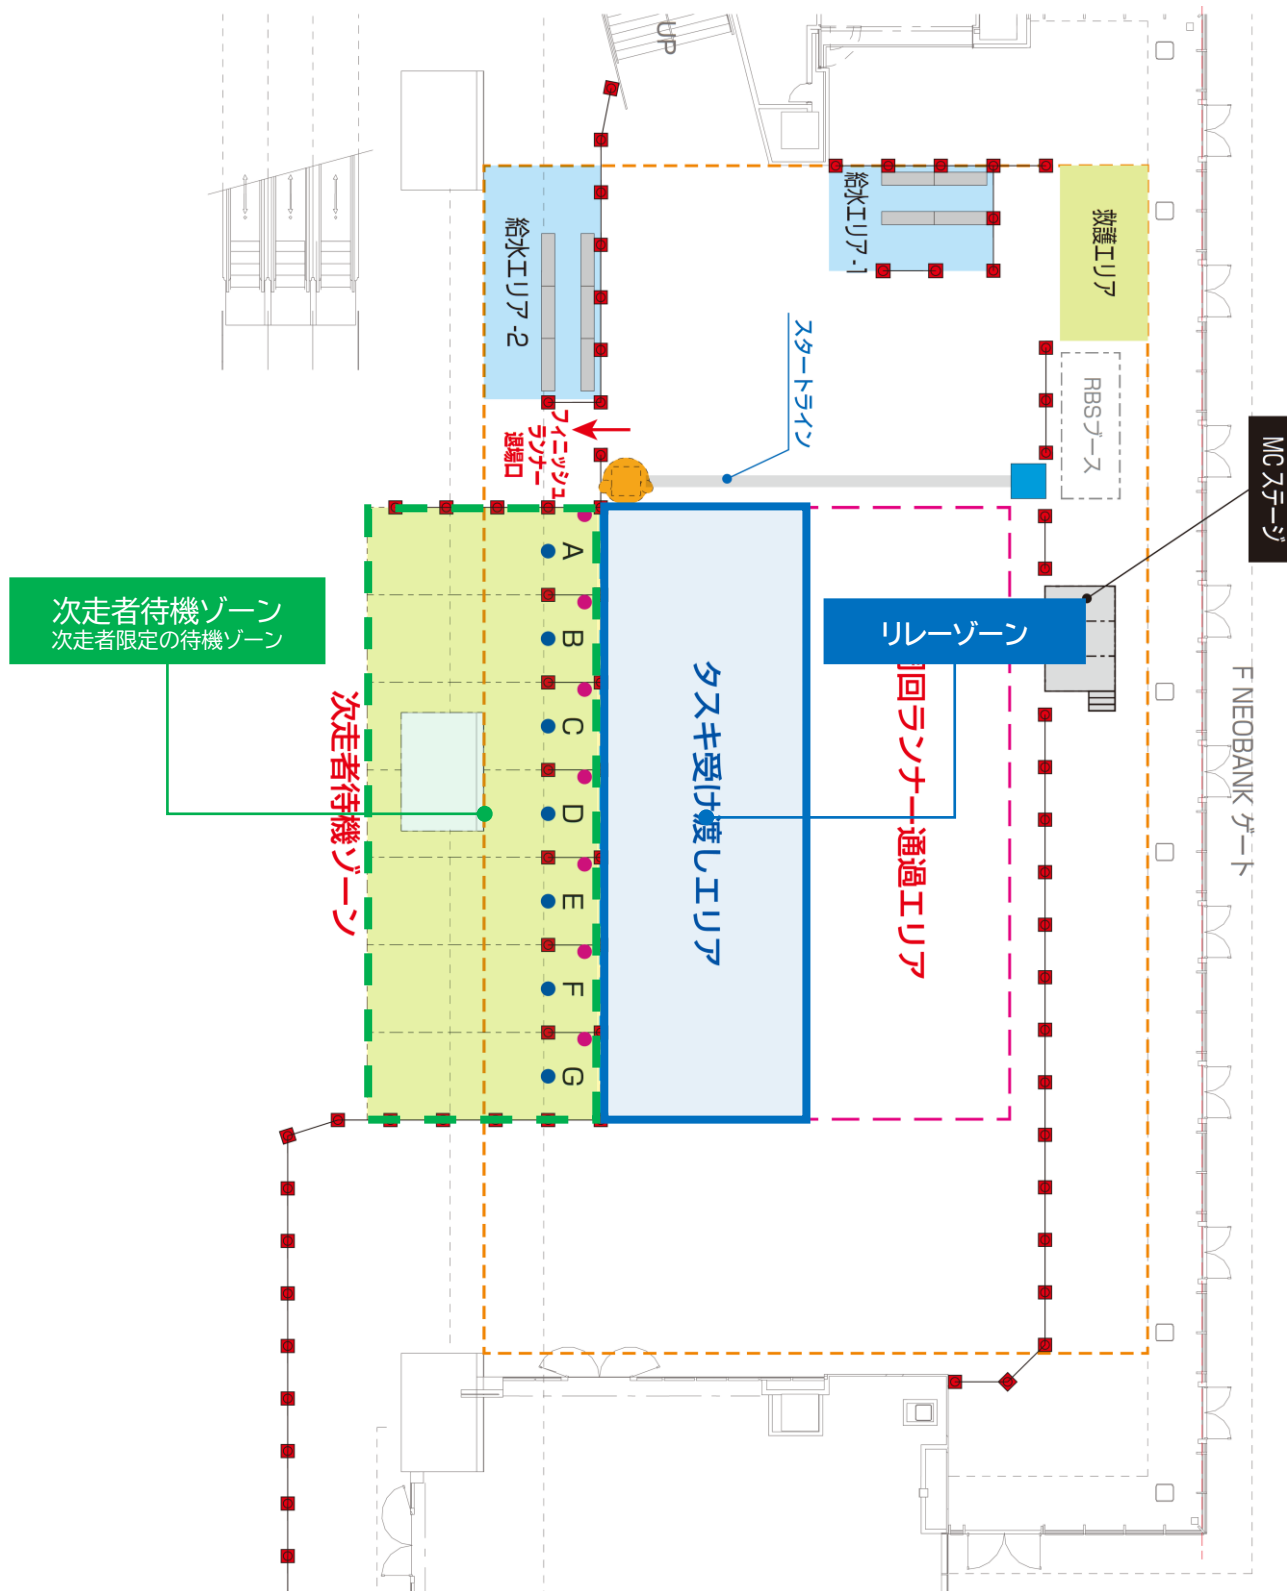 UP
給水エリア-1
救護エリア
給水エリア-2
スタートライン
RBSブース
フィニッシュ
ランナー
退場口
MCステージ
A
B
C
D
E
F
G
次走者待機ゾーン
次走者限定の待機ゾーン
リレーゾーン
次走者待機ゾーン
タスキ受け渡しエリア
回ランナー通過エリア
F NEOBANK ゲート